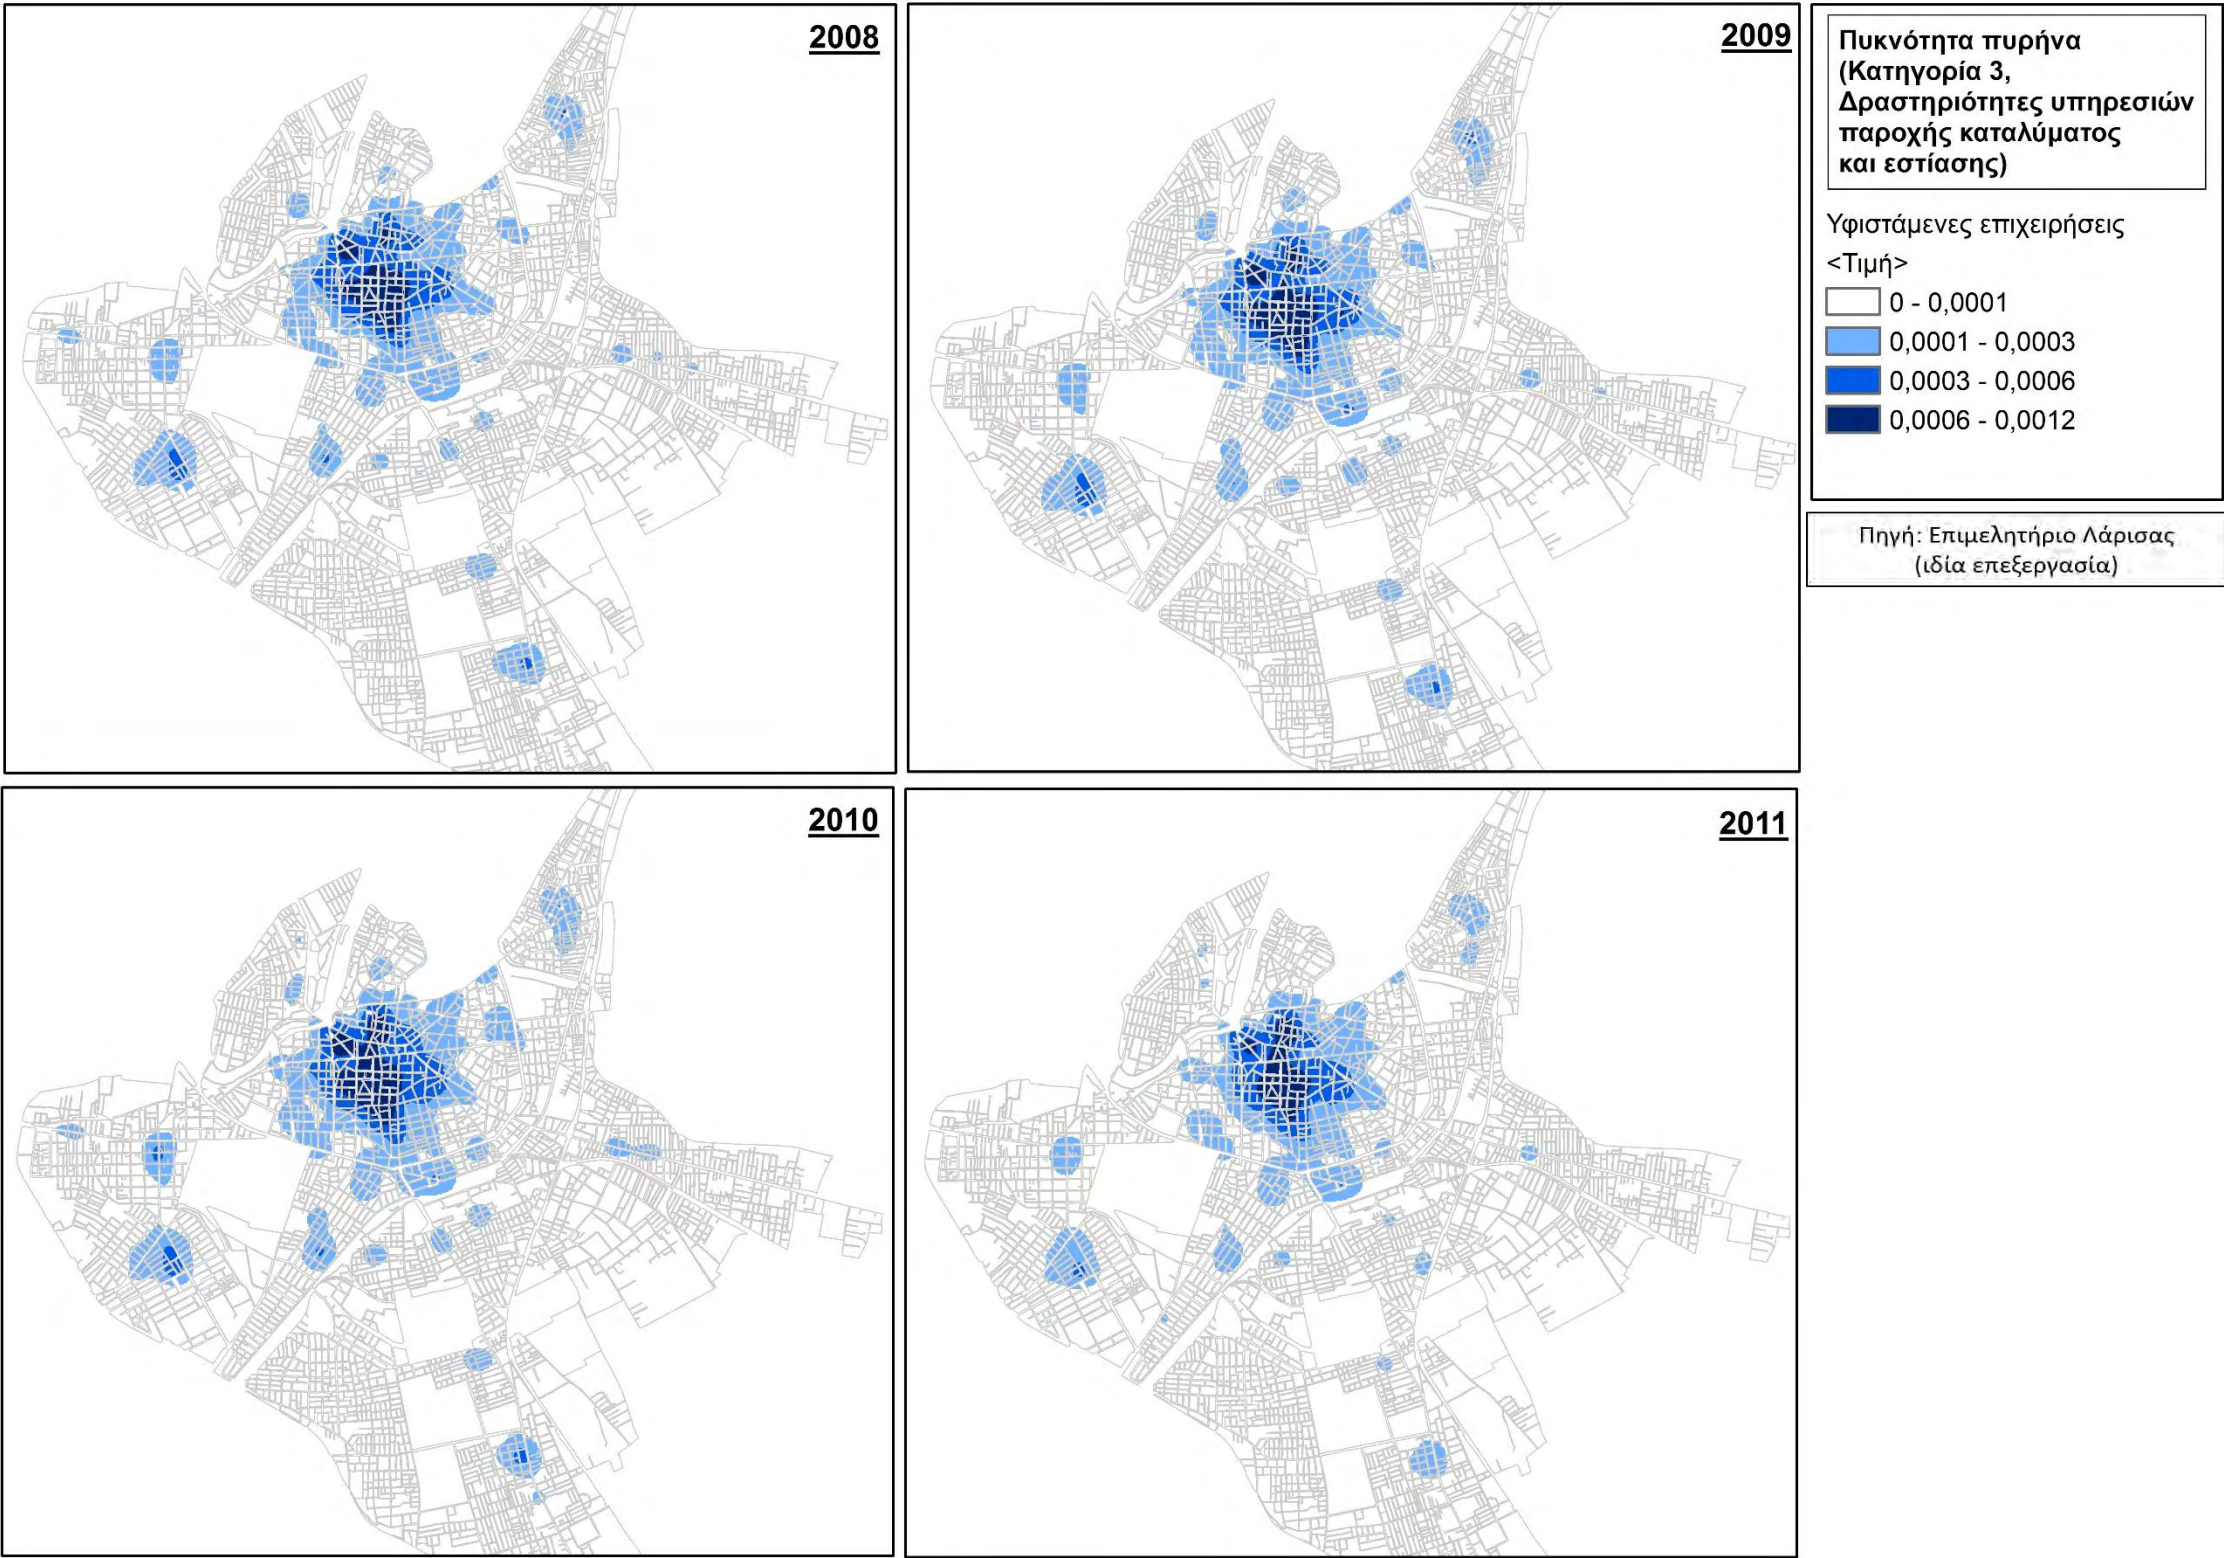 2008
2009
Πυκνότητα πυρήνα
(Κατηγορία 3,
Δραστηριότητες υπηρεσιών
παροχής καταλύματος
και εστίασης)
Υφιστάμενες επιχειρήσεις
<Τιμή>
0 - 0,0001
0,0001 - 0,0003
0,0003 - 0,0006
0,0006 - 0,0012
Πηγή: Επιμελητήριο Λάρισας
(ιδία επεξεργασία)
2010
2011